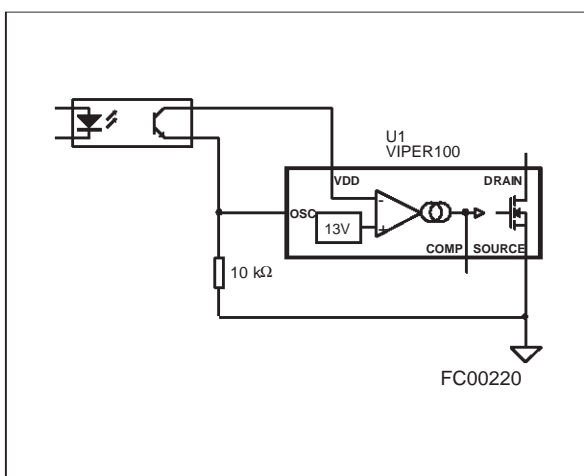 U1
VIPER100
VDD
DRAIN
-
OSC
13V
+
COMP
SOURCE
10 kΩ
FC00220